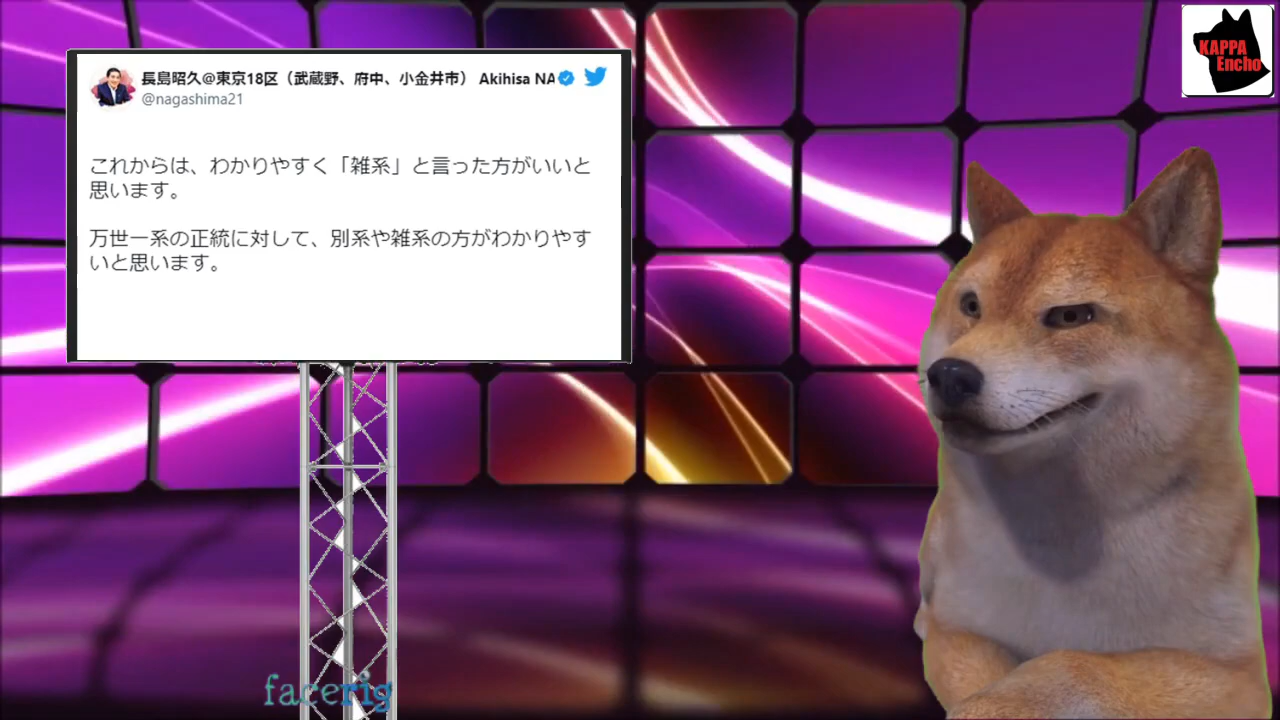 KAPPA
Encho
長島昭久@東京18区（武蔵野、府中、小金井市） Akihisa NA
@nagashima21
これからは、わかりやすく「雑系」と言った方がいいと
思います。
万世一系の正統に対して、別系や雑系の方がわかりやす
いと思います。
facerig